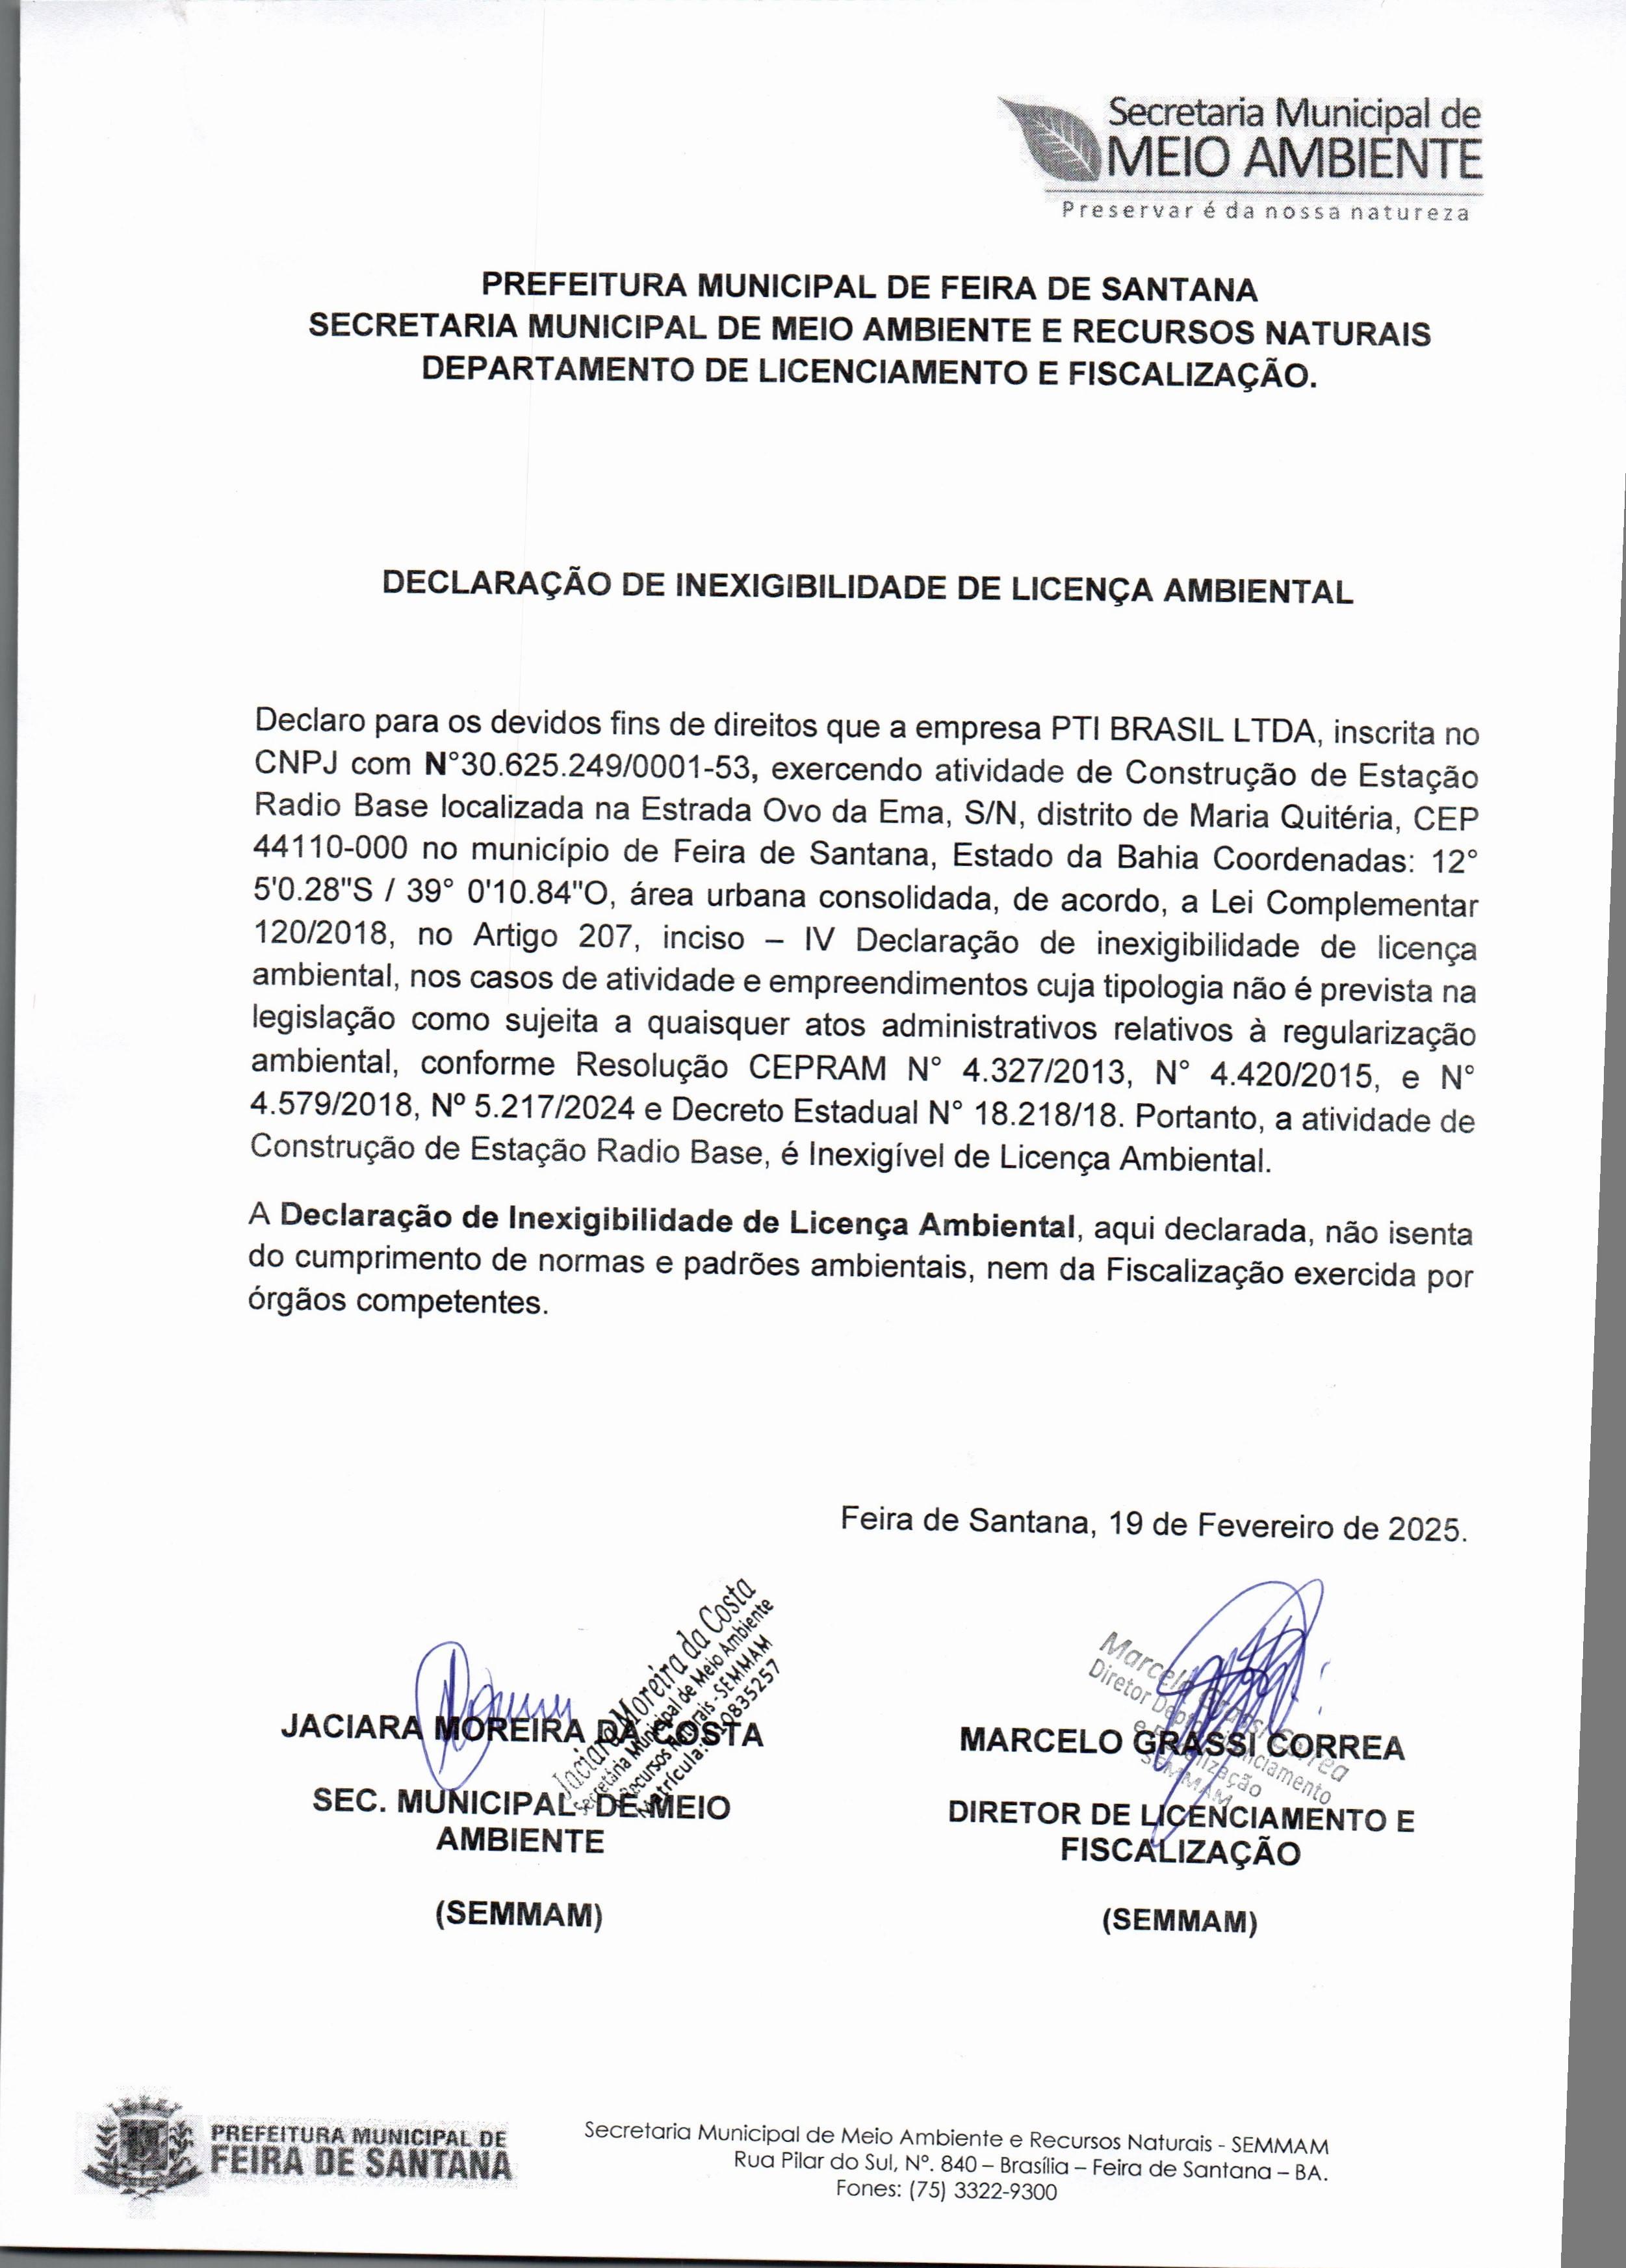 Secretaria Municipal de
MEIO AMBIENTE
Preservar é da nossa natureza
PREFEITURA MUNICIPAL DE FEIRA DE SANTANA
SECRETARIA MUNICIPAL DE MEIO AMBIENTE E RECURSOS NATURAIS
DEPARTAMENTO DE LICENCIAMENTO E FISCALIZAÇÃO.
DECLARAÇÃO DE INEXIGIBILIDADE DE LICENÇA AMBIENTAL
Declaro para os devidos fins de direitos que a empresa PTI BRASIL LTDA, inscrita no
CNPJ com N°30.625.249/0001-53, exercendo atividade de Construção de Estação
Radio Base localizada na Estrada Ovo da Ema, S/N, distrito de Maria Quitéria, CEP
44110-000 no município de Feira de Santana, Estado da Bahia Coordenadas: 12°
5'0.28"S / 39° 0'10.84"O, área urbana consolidada, de acordo, a Lei Complementar
120/2018, no Artigo 207, inciso – IV Declaração de inexigibilidade de licença
ambiental, nos casos de atividade e empreendimentos cuja tipologia não é prevista na
legislação como sujeita a quaisquer atos administrativos relativos à regularização
ambiental, conforme Resolução CEPRAM N° 4.327/2013, N° 4.420/2015, e N°
4.579/2018, Nº 5.217/2024 e Decreto Estadual N° 18.218/18. Portanto, a atividade de
Construção de Estação Radio Base, é Inexigível de Licença Ambiental.
A Declaração de Inexigibilidade de Licença Ambiental, aqui declarada, não isenta
do cumprimento de normas e padrões ambientais, nem da Fiscalização exercida por
órgãos competentes.
Feira de Santana, 19 de Fevereiro de 2025.
Jaciara Moreira da Costa
Secretária Municipal de Meio Ambiente
Recursos Naturais - SEMMAM
Matrícula:
JACIARA MOREIRA DA COSTA
SEC. MUNICIPAL DE MEIO
AMBIENTE
(SEMMAM)
Marcelo Grassi Correa
Diretor Depto Licenciamento
e Fiscalização
SEMMAM
MARCELO GRASSI CORREA
DIRETOR DE LICENCIAMENTO E
FISCALIZAÇÃO
(SEMMAM)
PREFEITURA MUNICIPAL DE
FEIRA DE SANTANA
Secretaria Municipal de Meio Ambiente e Recursos Naturais - SEMMAM
Rua Pilar do Sul, Nº. 840 – Brasília – Feira de Santana – BA.
Fones: (75) 3322-9300